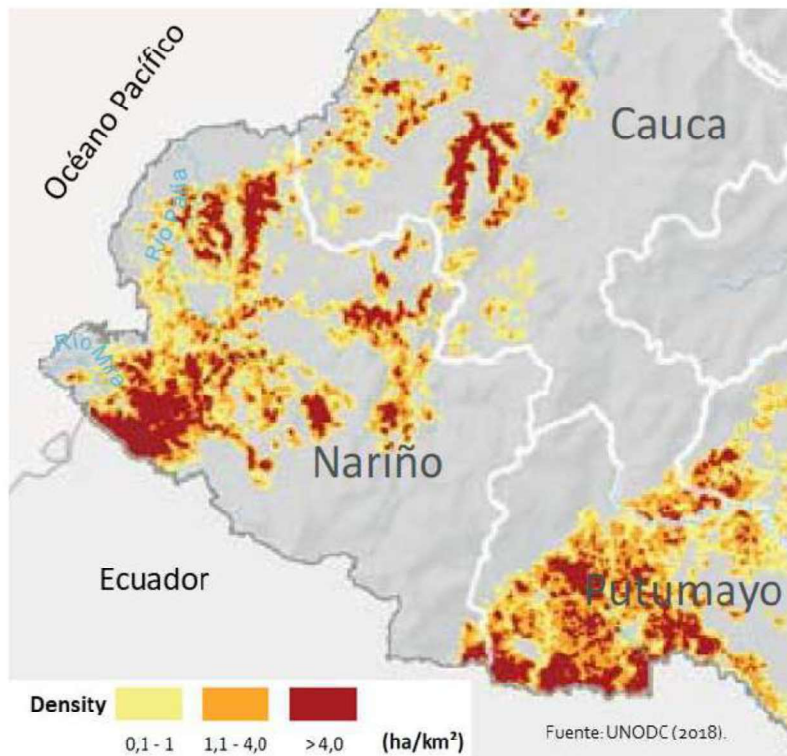 Océano Pacífico
Cauca
Río Patía
Río Mira
Nariño
Ecuador
Putumayo
Density
0,1 - 1
1,1 - 4,0
>4,0
(ha/km²)
Fuente: UNODC (2018).